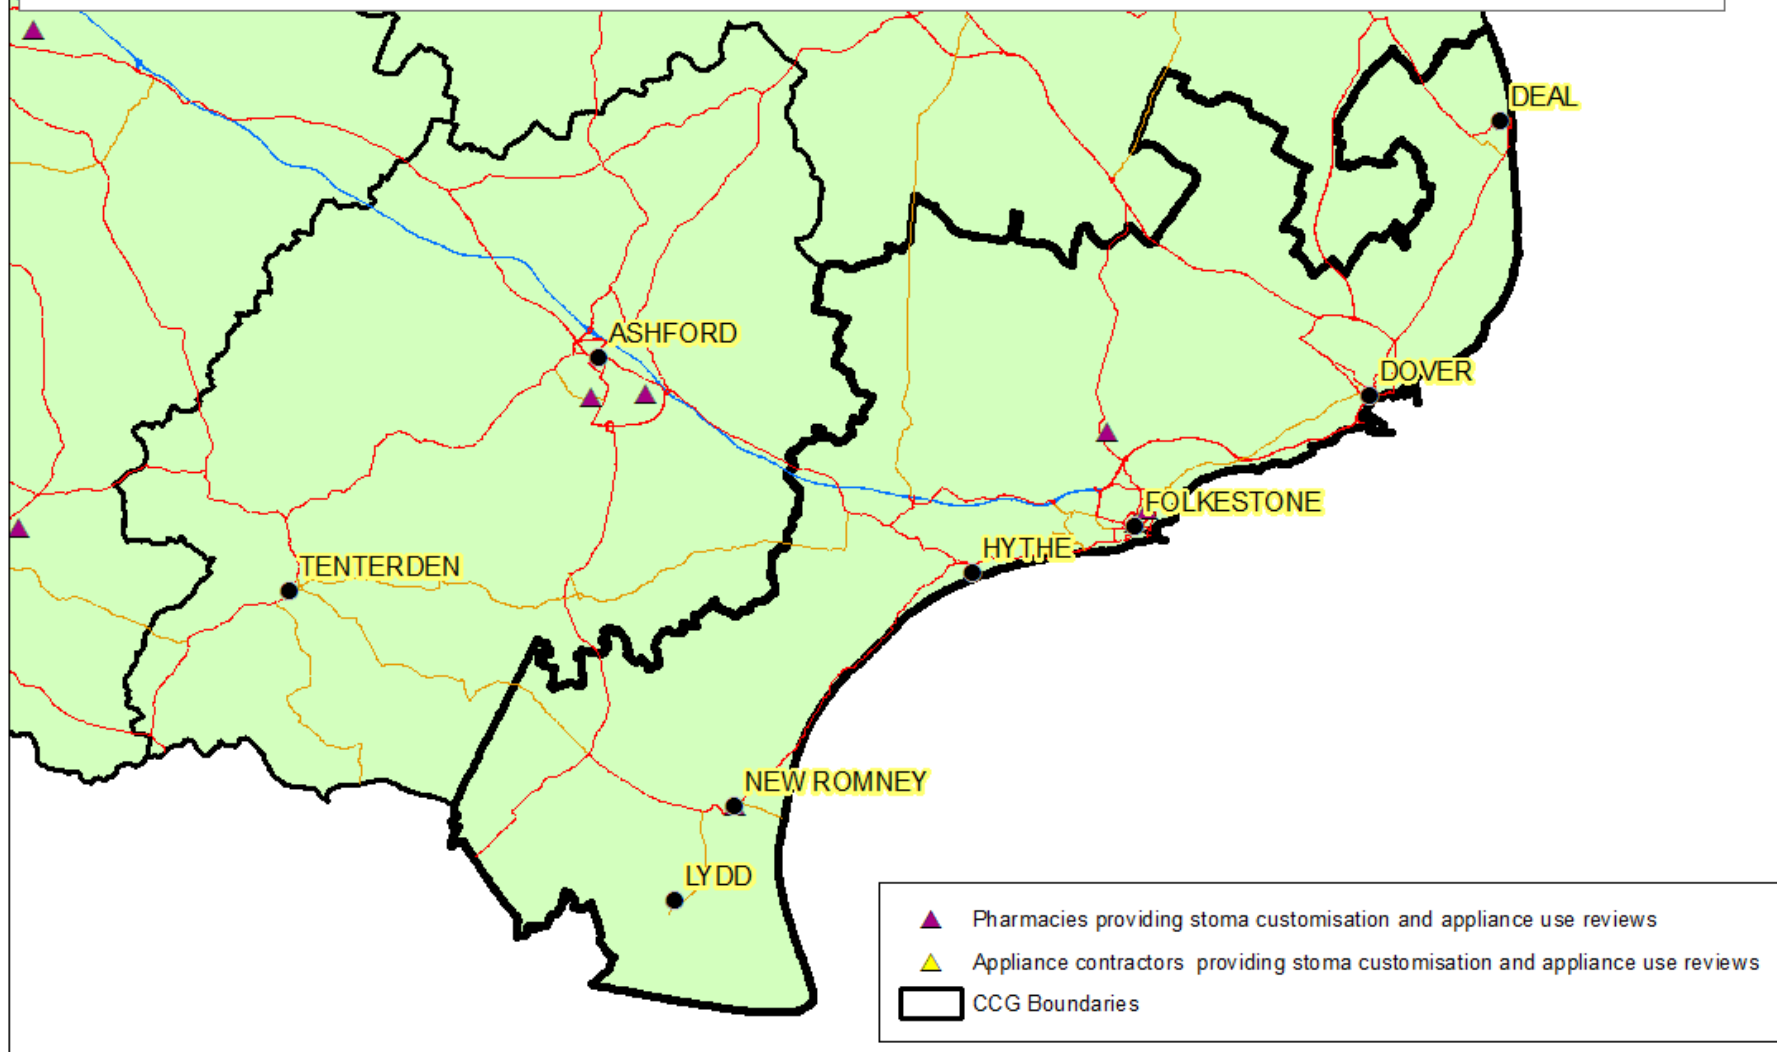 DEAL
ASHFORD
DOVER
FOLKESTONE
HYTHE
TENTERDEN
NEW ROMNEY
LYDD
Pharmacies providing stoma customisation and appliance use reviews
Appliance contractors providing stoma customisation and appliance use reviews
CCG Boundaries